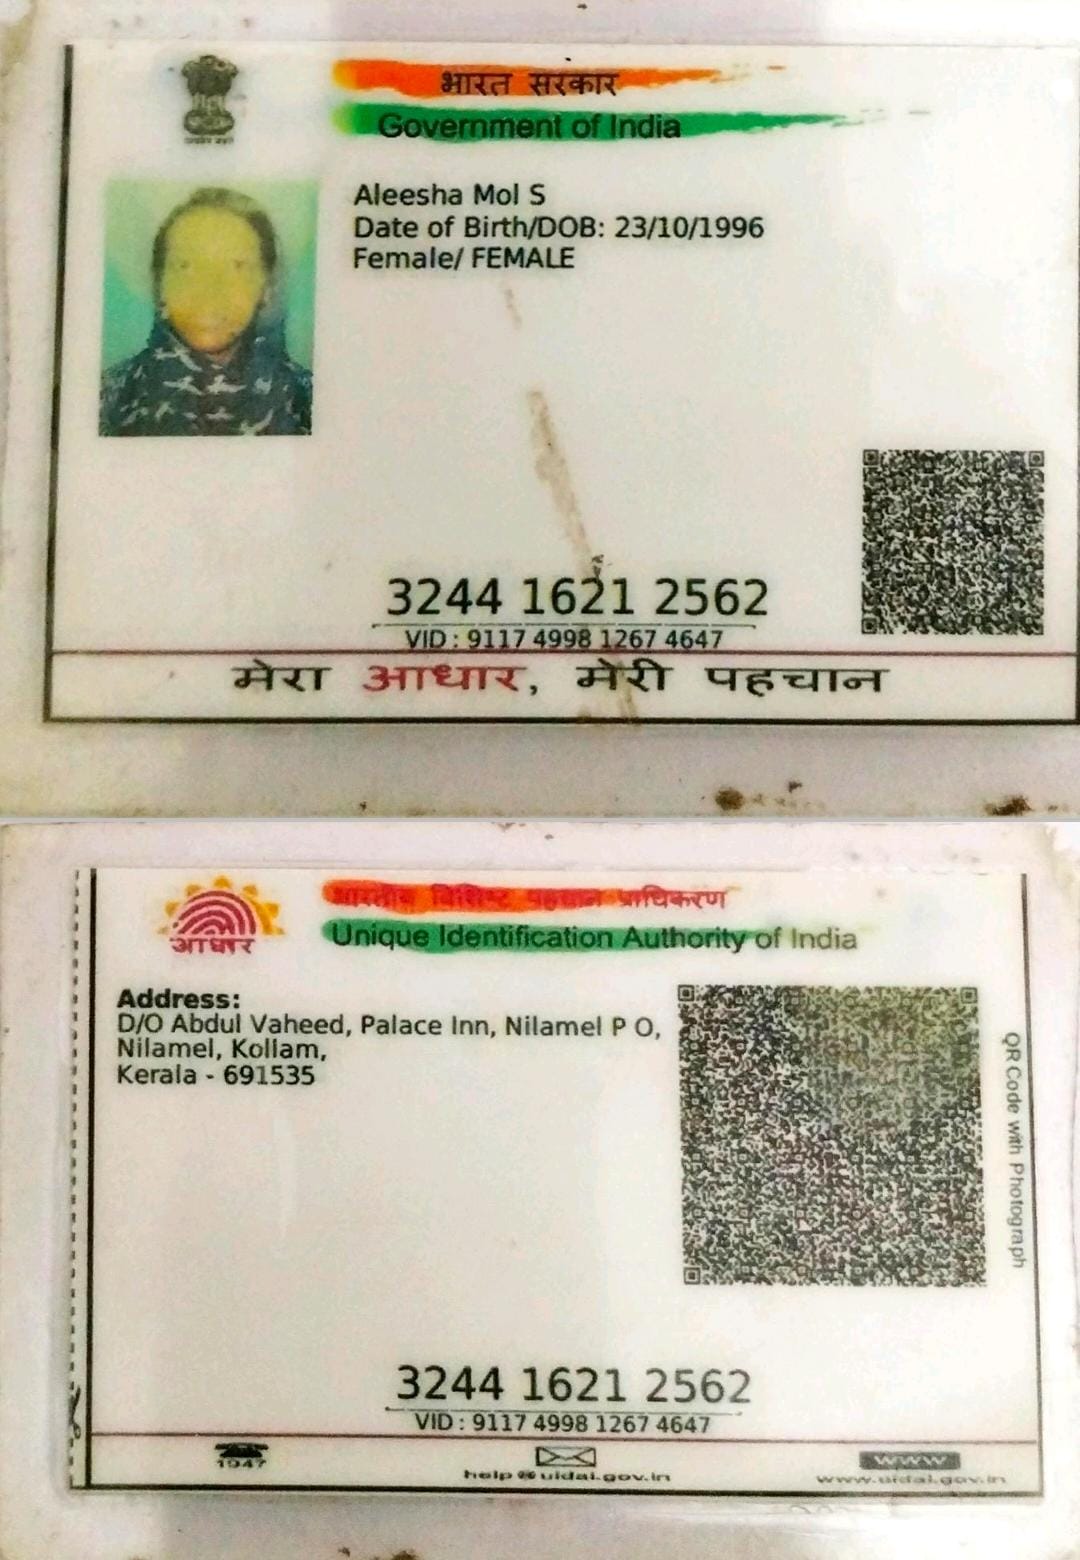 भारत सरकार
Government of India
Aleesha Mol S
Date of Birth/DOB: 23/10/1996
Female/ FEMALE
3244 1621 2562
VID : 9117 4998 1267 4647
मेरा आधार, मेरी पहचान
भारतीय विशिष्ट पहचान प्राधिकरण
आधार
Unique Identification Authority of India
Address:
D/O Abdul Vaheed, Palace Inn, Nilamel P O,
Nilamel, Kollam,
Kerala - 691535
QR Code with Photograph
3244 1621 2562
VID : 9117 4998 1267 4647
1947
help@uidai.gov.in
www
www.uidai.gov.in